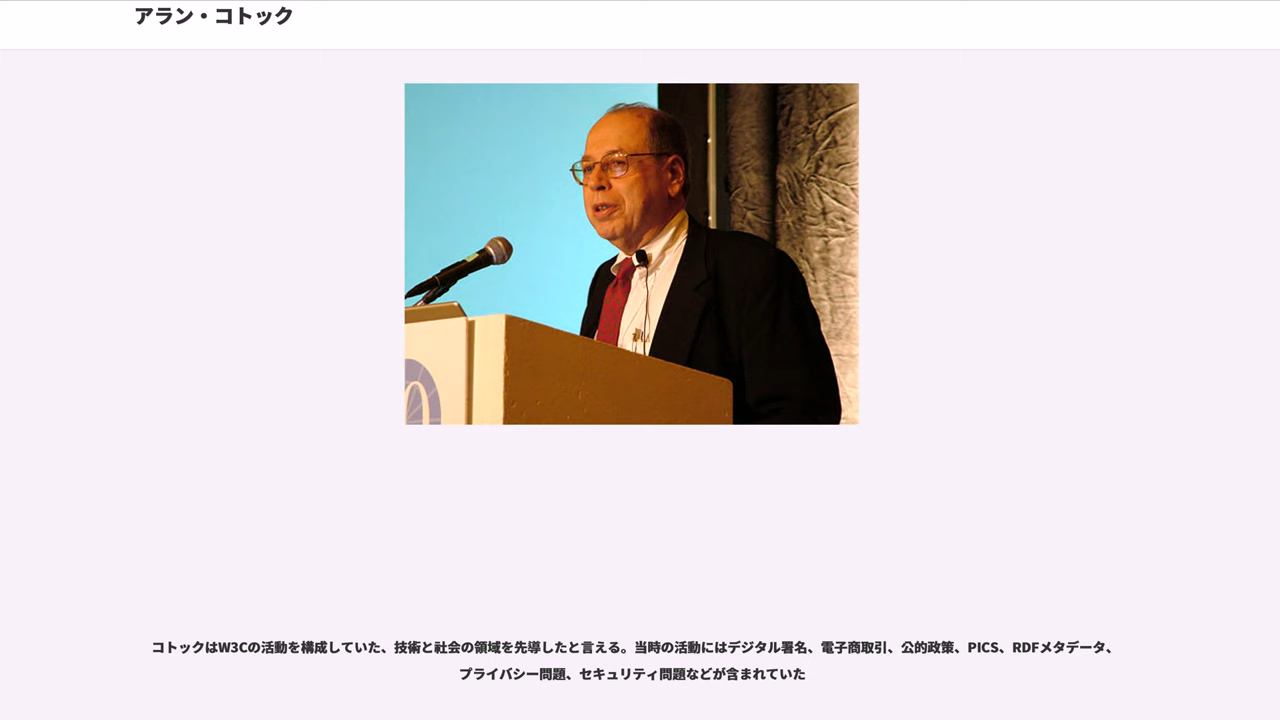 アラン・コトック
コトックはW3Cの活動を構成していた、技術と社会の領域を先導したと言える。当時の活動にはデジタル署名、電子商取引、公的政策、PICS、RDFメタデータ、
プライバシー問題、セキュリティ問題などが含まれていた